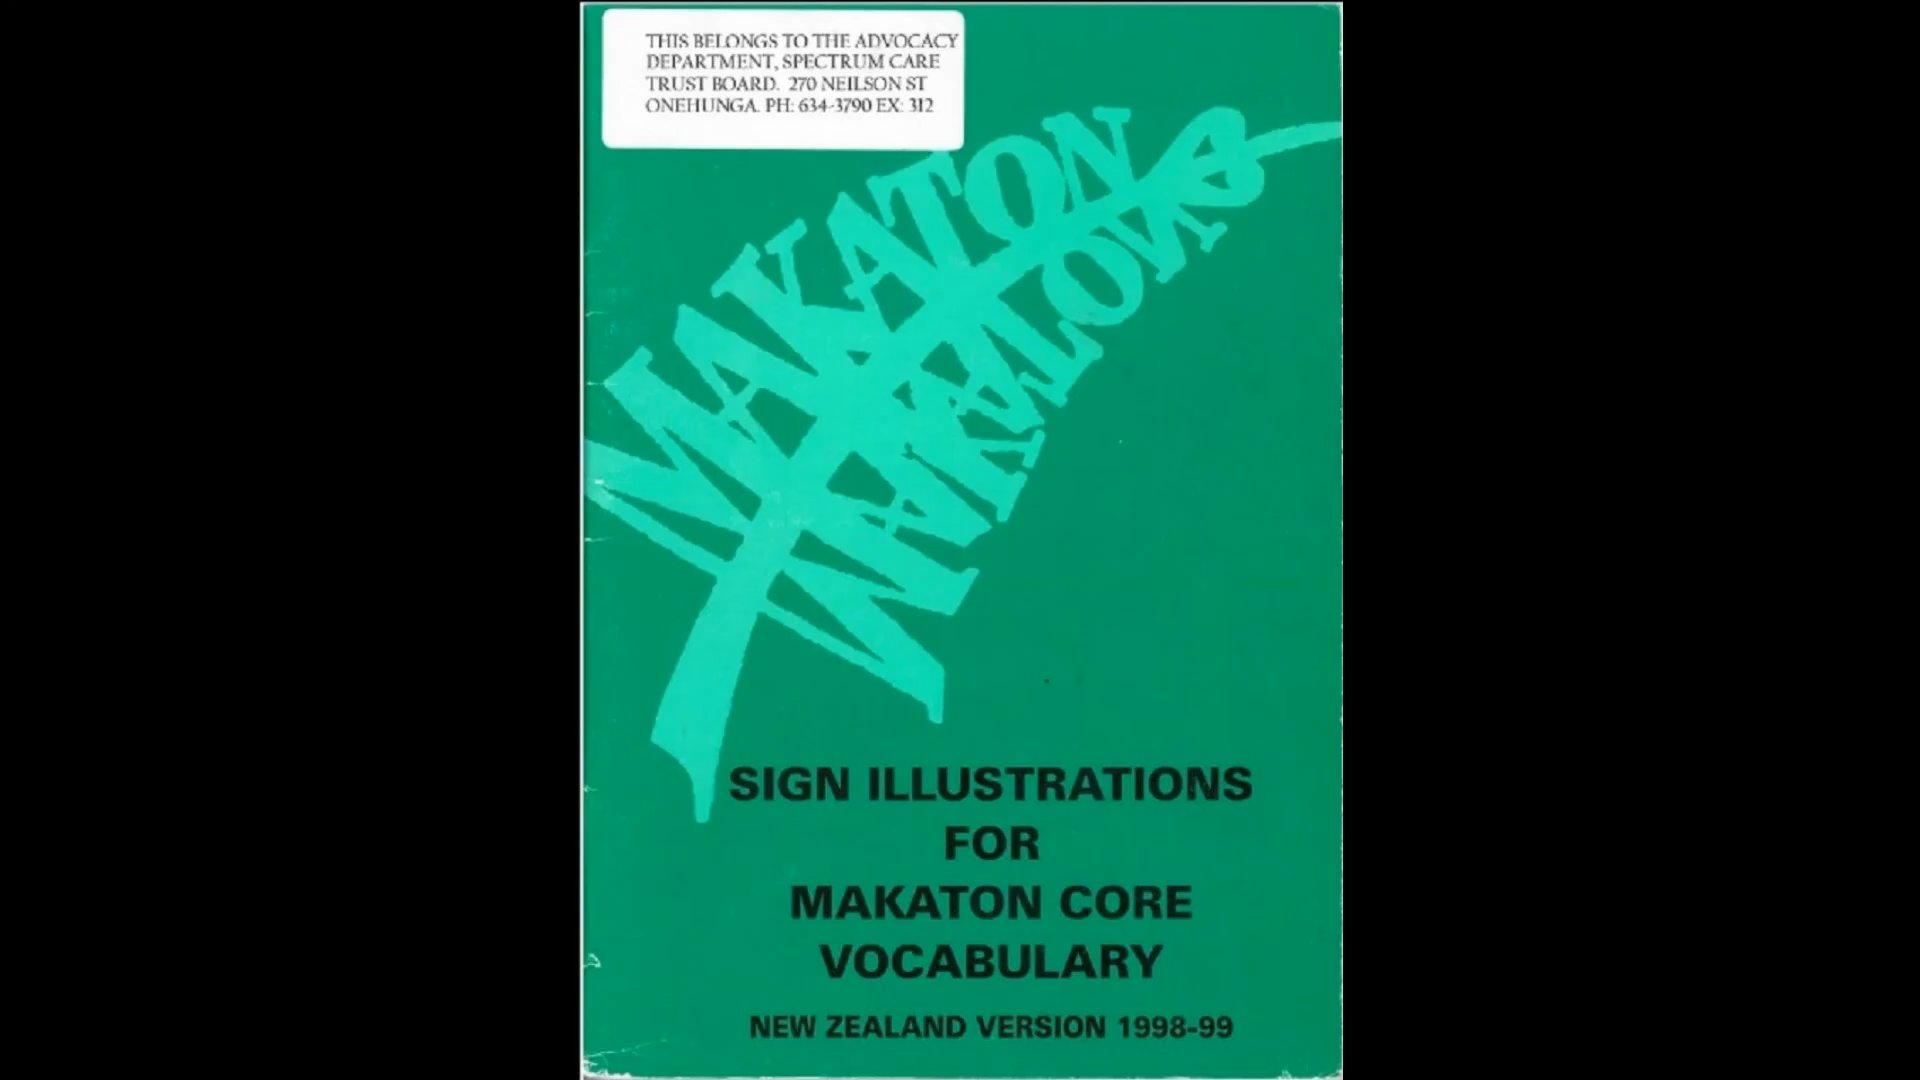 THIS BELONGS TO THE ADVOCACY
DEPARTMENT, SPECTRUM CARE
TRUST BOARD. 270 NEILSON ST
ONEHUNGA. PH: 634-3790 EX: 312
MAKATON
MAKATON
SIGN ILLUSTRATIONS
FOR
MAKATON CORE
VOCABULARY
NEW ZEALAND VERSION 1998-99